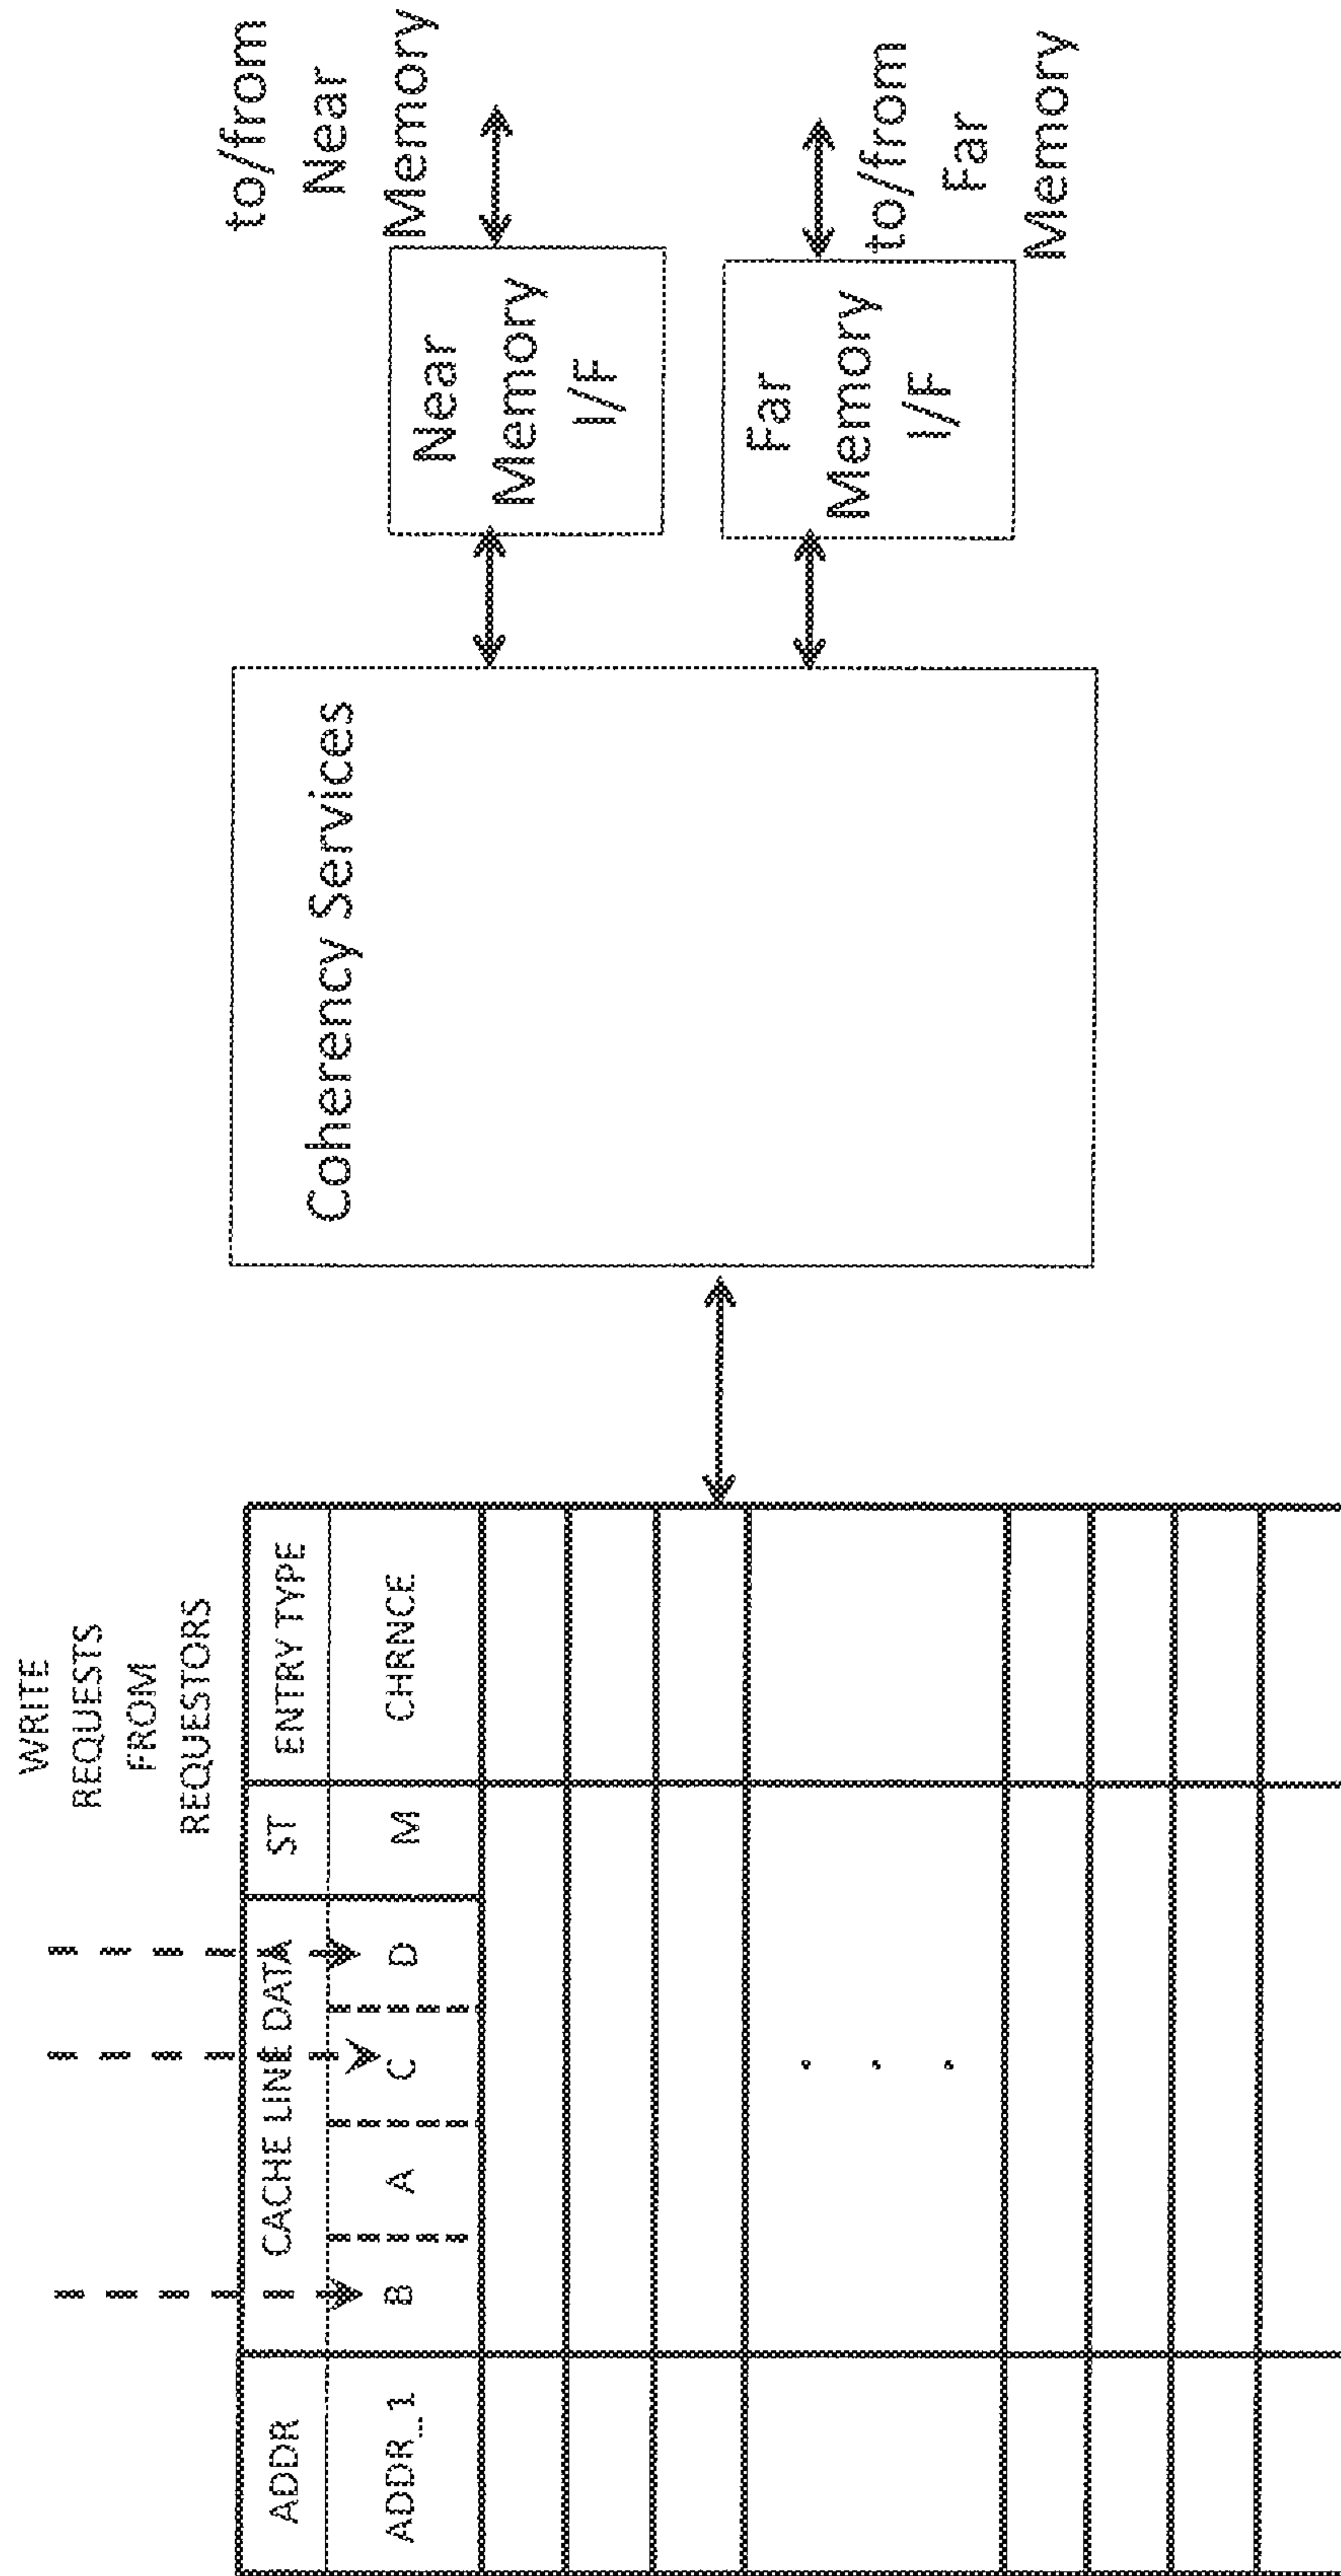 WRITE
REQUESTS
FROM
REQUESTORS
ADDR
CACHE LINE DATA
ST
ENTRY TYPE
ADDR_1
B
A
C
D
M
CHRNCE
. . .
Coherency Services
Near
Memory
I/F
to/from
Near
Memory
Far
Memory
I/F
to/from
Far
Memory